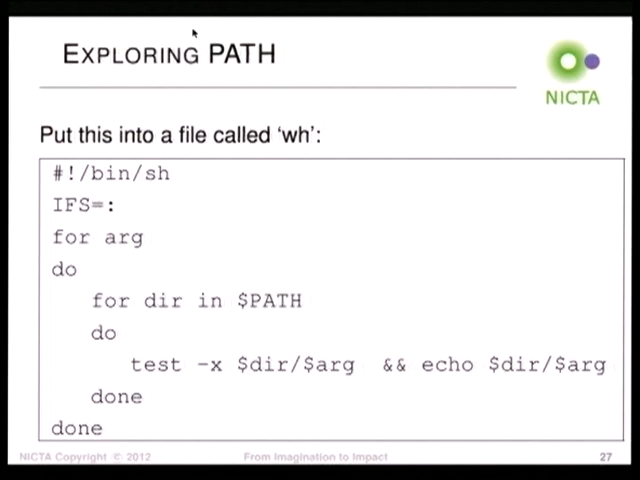 EXPLORING PATH
NICTA
Put this into a file called ‘wh’:
#!/bin/sh
IFS=:
for arg
do
for dir in $PATH
do
test -x $dir/$arg && echo $dir/$arg
done
done
NICTA Copyright © 2012
From Imagination to Impact
27